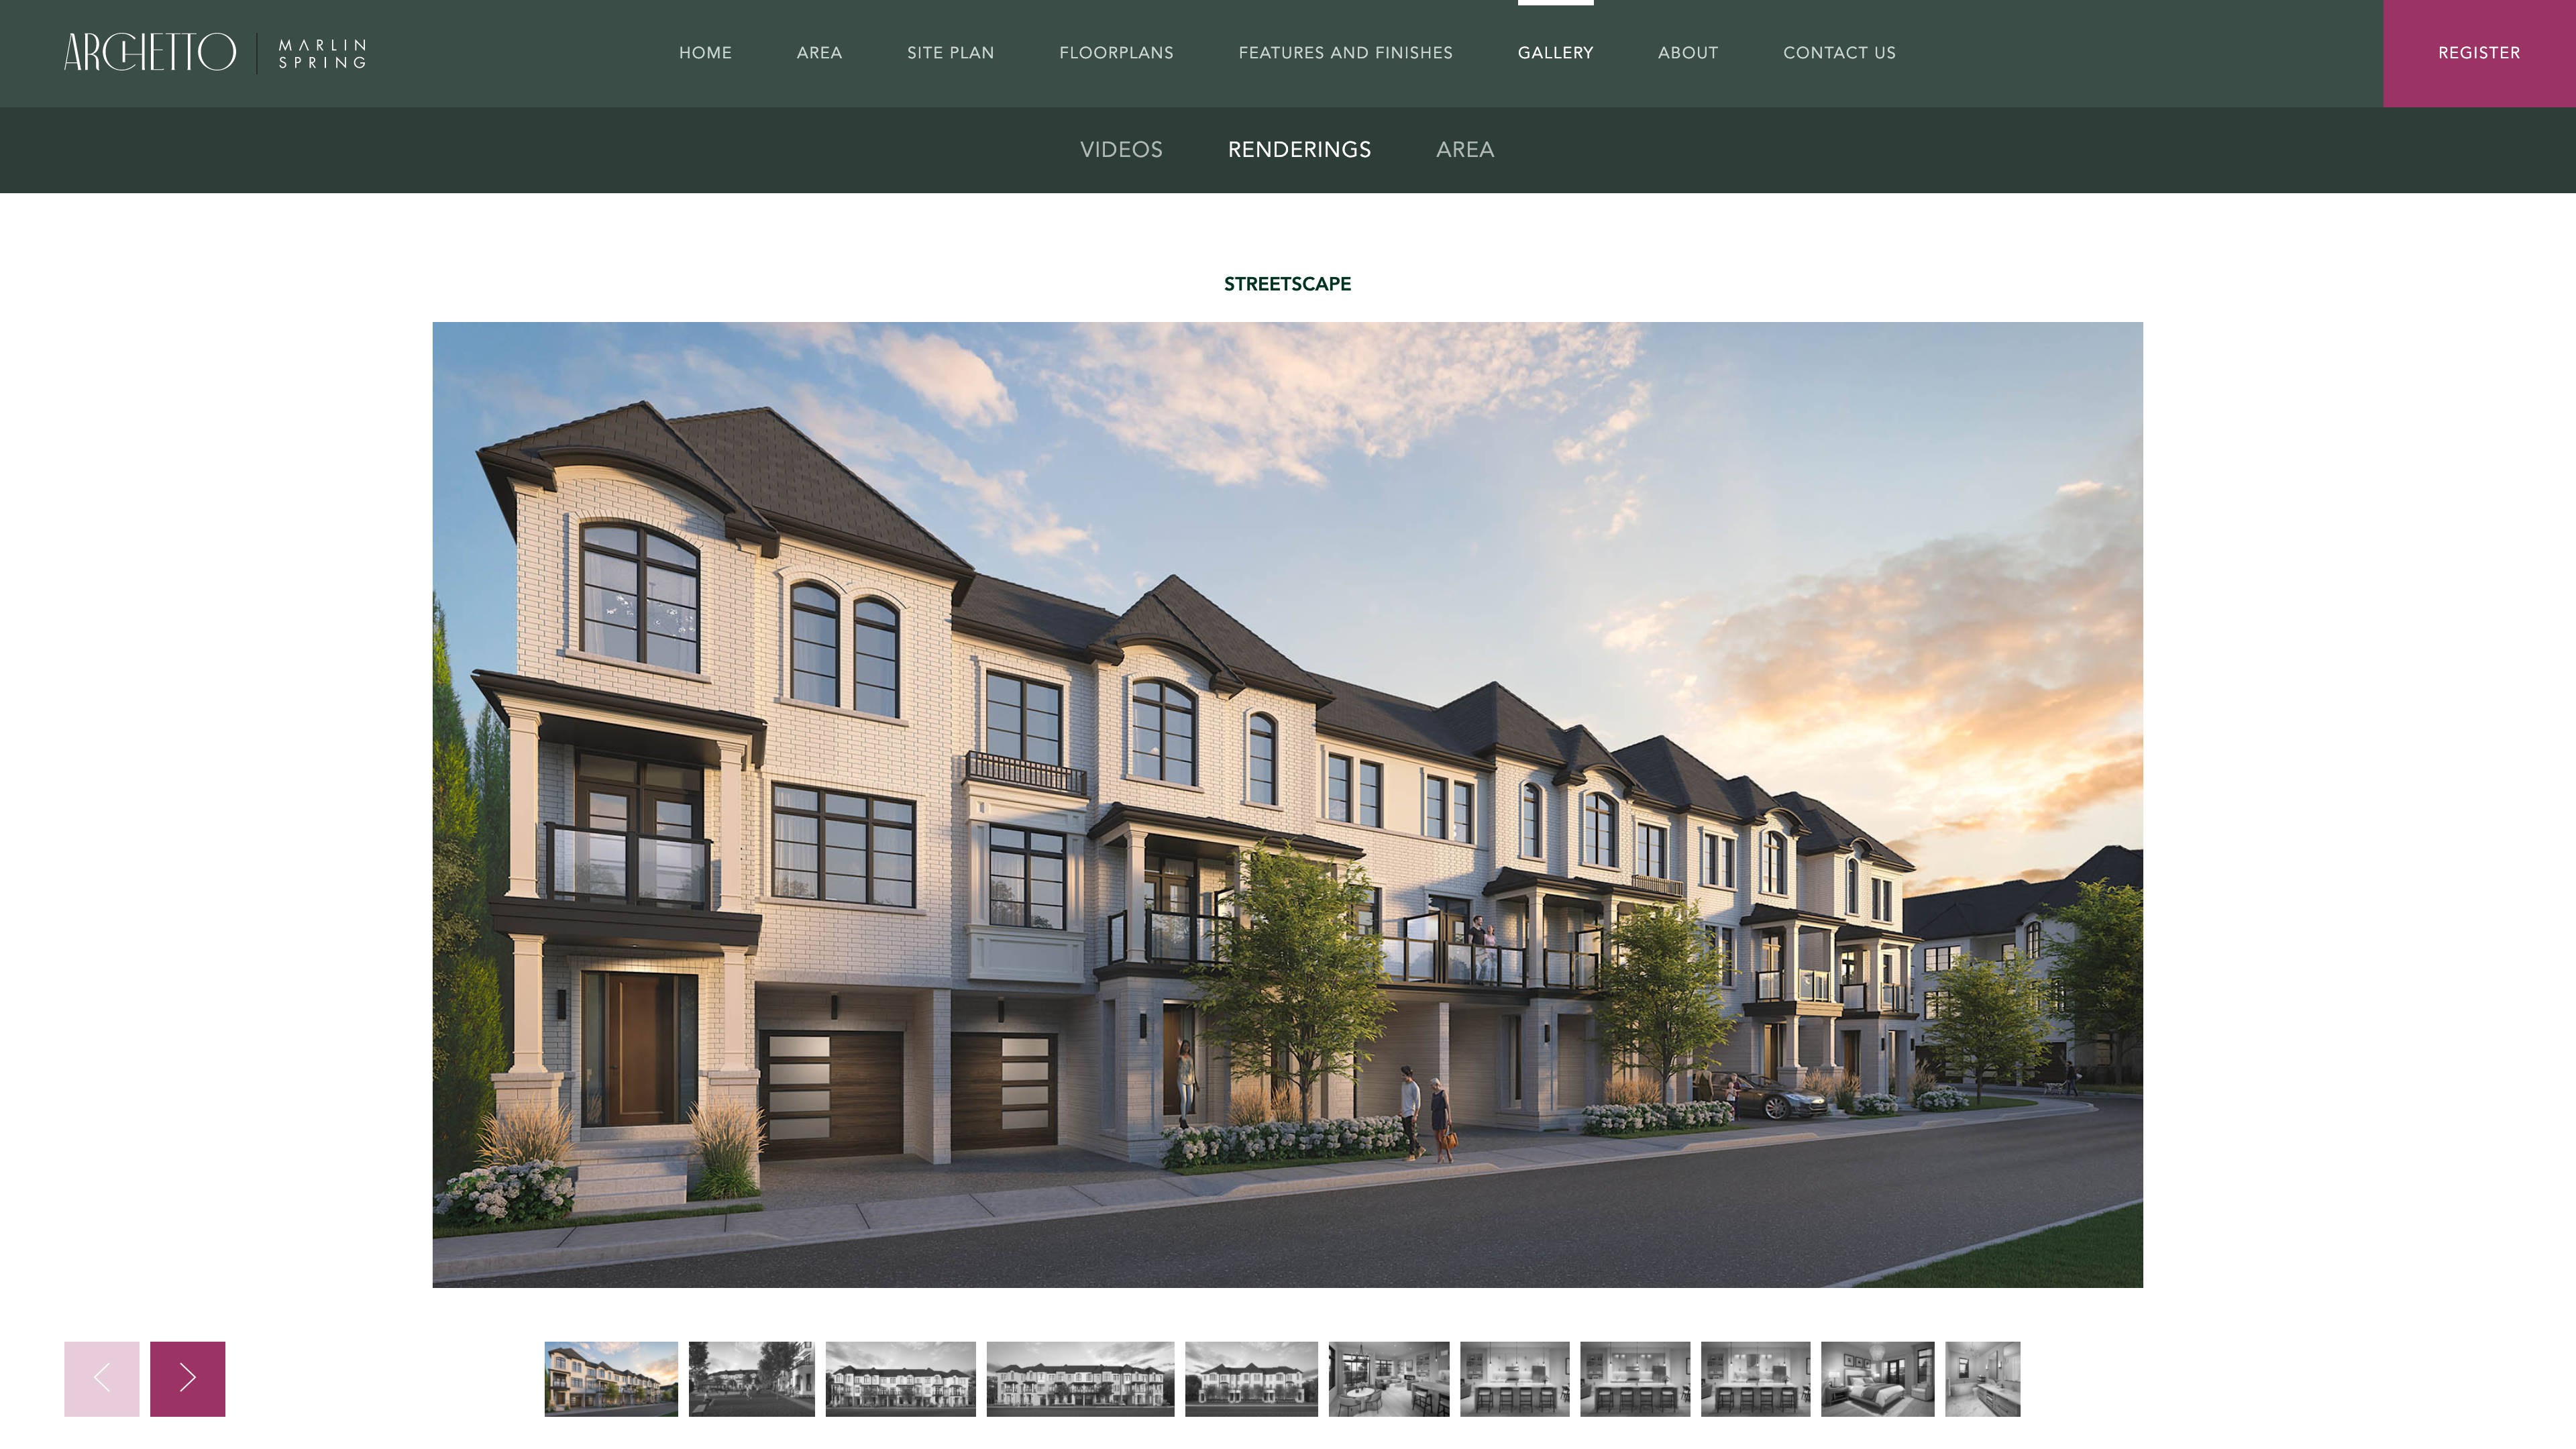 ARCHETTO
MARLIN
SPRING
HOME
AREA
SITE PLAN
FLOORPLANS
FEATURES AND FINISHES
GALLERY
ABOUT
CONTACT US
REGISTER
VIDEOS
RENDERINGS
AREA
STREETSCAPE